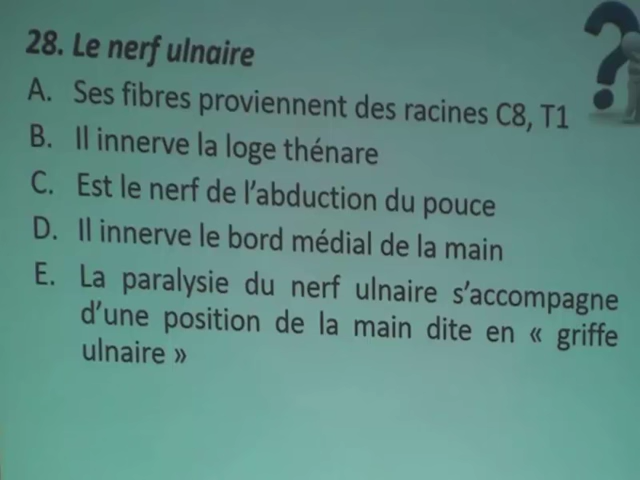 28. Le nerf ulnaire
A. Ses fibres proviennent des racines C8, T1
B. Il innerve la loge thénare
C. Est le nerf de l'abduction du pouce
D. Il innerve le bord médial de la main
E. La paralysie du nerf ulnaire s'accompagne
d'une position de la main dite en « griffe
ulnaire »